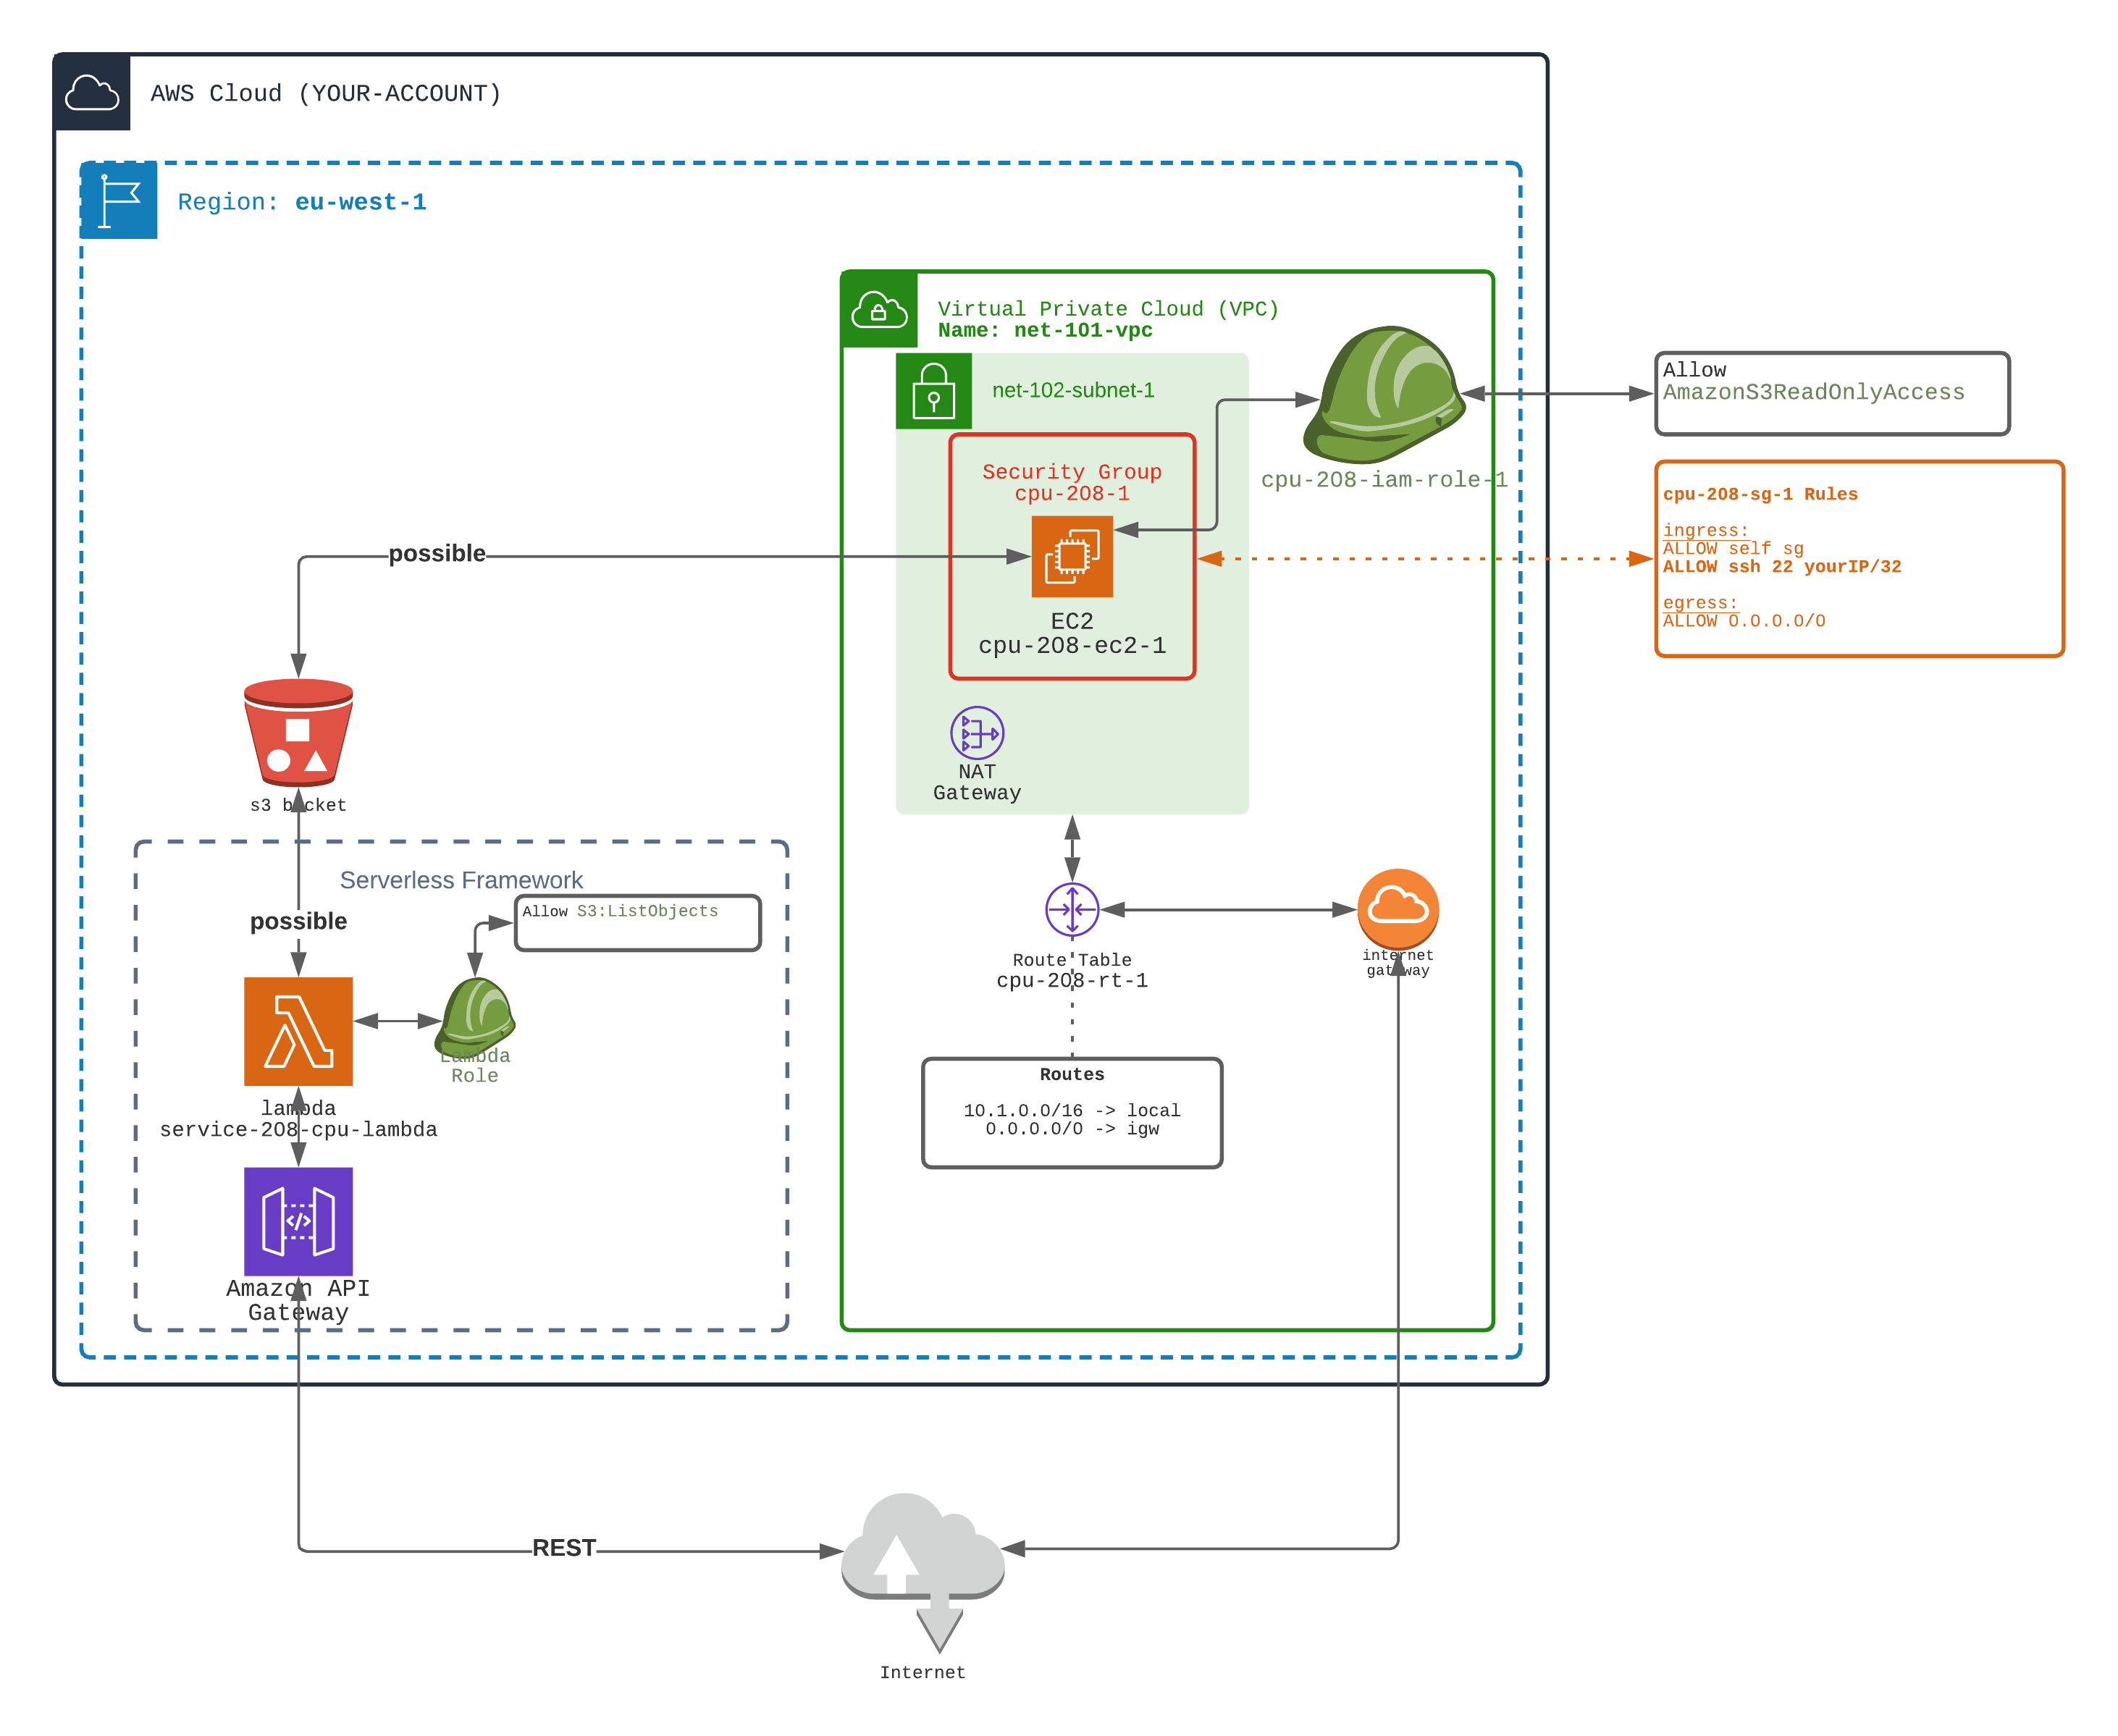 AWS Cloud (YOUR-ACCOUNT)
Region: eu-west-1
Virtual Private Cloud (VPC)
Name: net-101-vpc
net-102-subnet-1
Security Group
cpu-208-1
EC2
cpu-208-ec2-1
NAT
Gateway
cpu-208-iam-role-1
Allow
AmazonS3ReadOnlyAccess
cpu-208-sg-1 Rules
ingress:
ALLOW self sg
ALLOW ssh 22 yourIP/32
egress:
ALLOW 0.0.0.0/0
possible
s3 bucket
Serverless Framework
Allow S3:ListObjects
possible
Lambda
Role
lambda
service-208-cpu-lambda
Amazon API
Gateway
Route Table
cpu-208-rt-1
internet
gateway
Routes
10.1.0.0/16 -> local
0.0.0.0/0 -> igw
REST
Internet